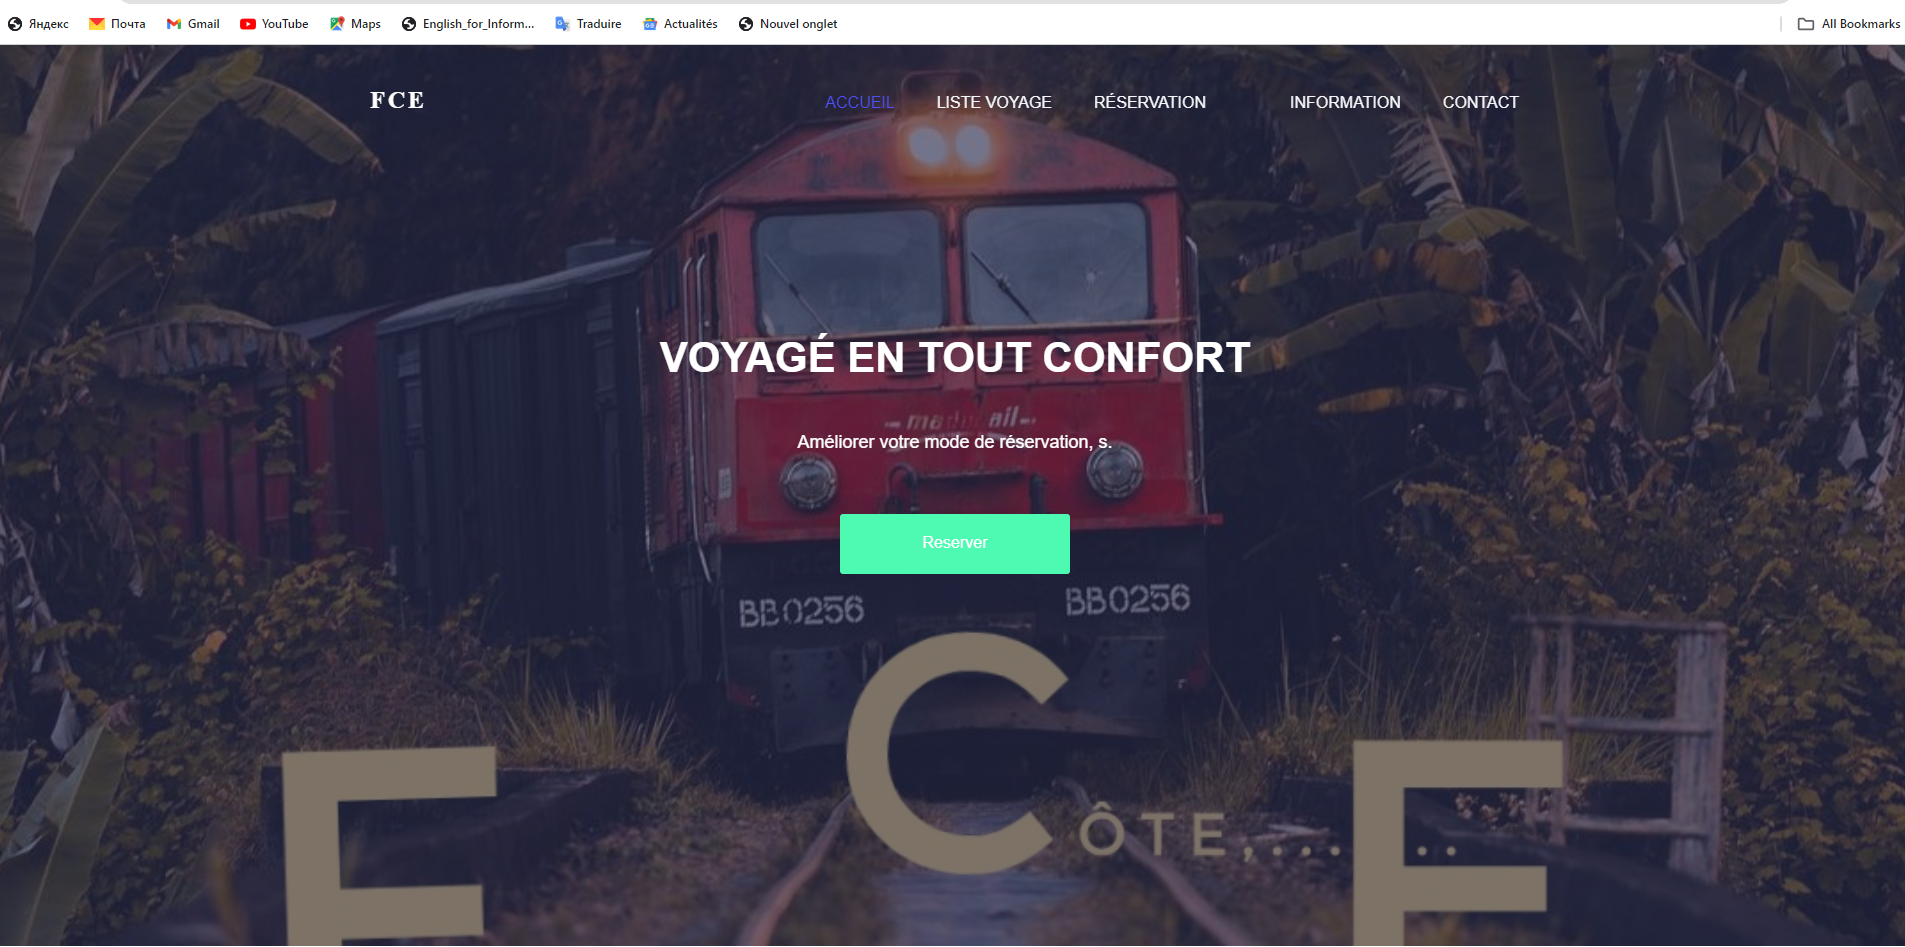 Яндекс Почта Gmail YouTube Maps English_for_Inform... Traduire Actualités Nouvel onglet All Bookmarks
FCE ACCUEIL LISTE VOYAGE RÉSERVATION INFORMATION CONTACT
VOYAGÉ EN TOUT CONFORT
Améliorer votre mode de réservation, s.
Reserver
BB0256 BB0256
F C ÔTE,...... E